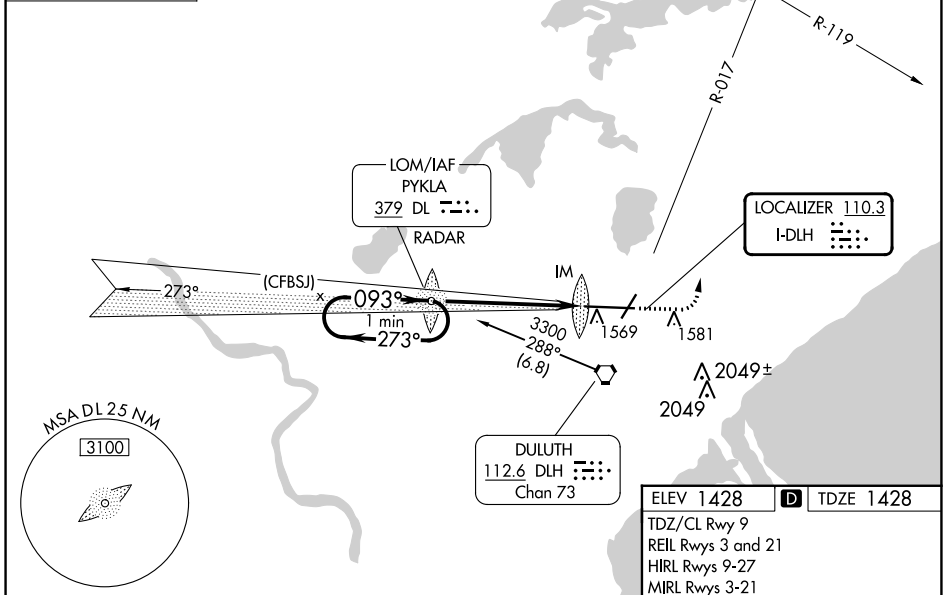 R-119
R-017
LOM/IAF
PYKLA
379 DL
RADAR
LOCALIZER 110.3
I-DLH
IM
(CFBSJ)
273°
x
093°
1 min
273°
1569
1581
3300
288°
(6.8)
2049±
2049
MSA DL 25 NM
3100
DULUTH
112.6 DLH
Chan 73
ELEV 1428 D TDZE 1428
TDZ/CL Rwy 9
REIL Rwys 3 and 21
HIRL Rwys 9-27
MIRL Rwys 3-21